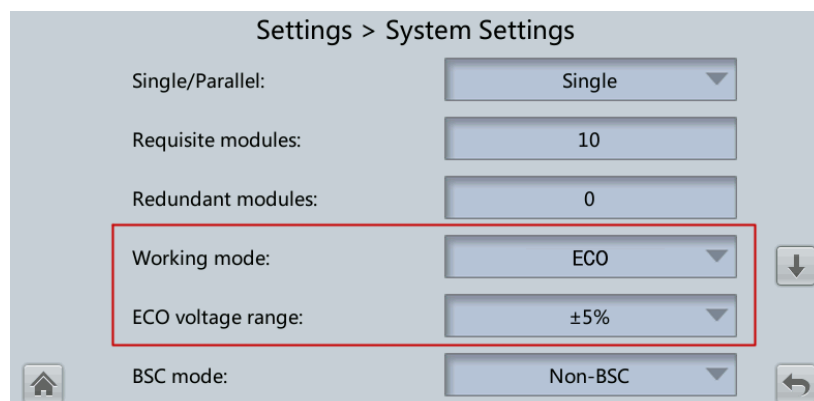 Settings > System Settings
Single/Parallel: Single
Requisite modules: 10
Redundant modules: 0
Working mode: ECO
ECO voltage range: ±5%
BSC mode: Non-BSC